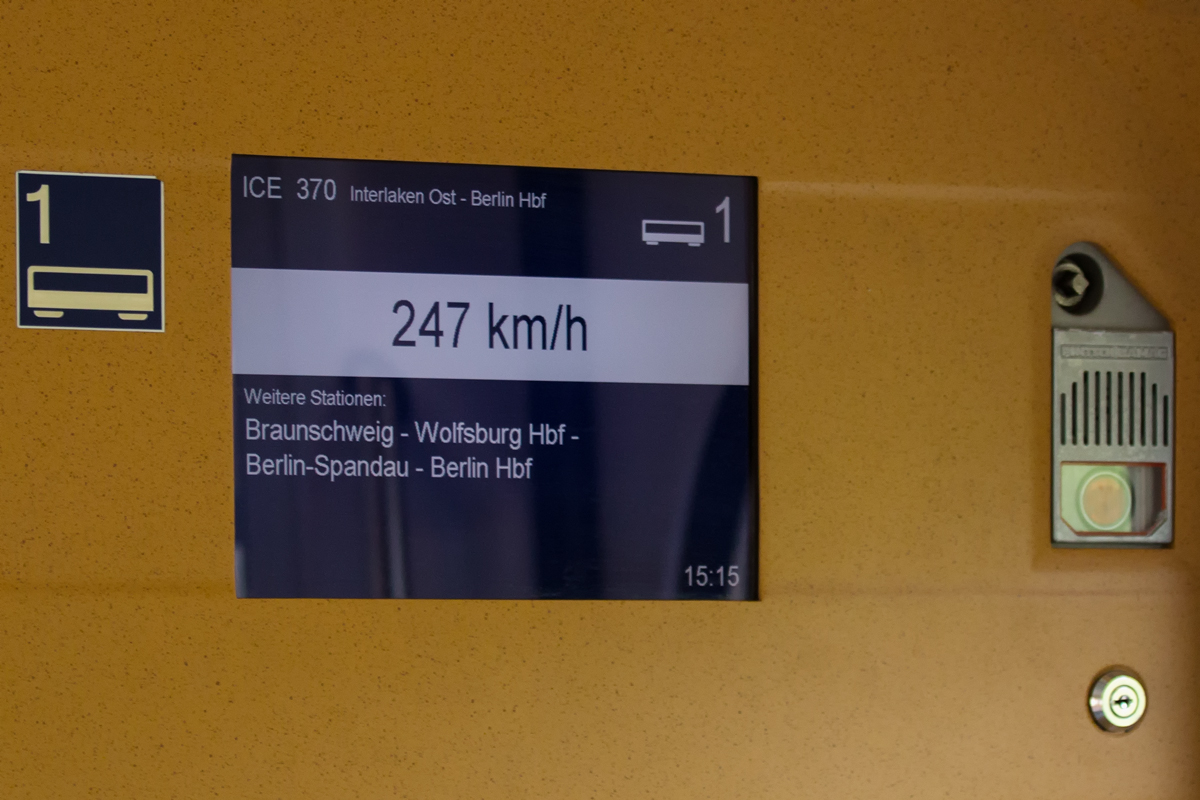 1
ICE 370 Interlaken Ost - Berlin Hbf
1
247 km/h
Weitere Stationen:
Braunschweig - Wolfsburg Hbf -
Berlin-Spandau - Berlin Hbf
15:15